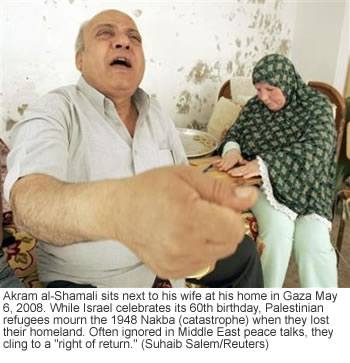 Akram al-Shamali sits next to his wife at his home in Gaza May
6, 2008. While Israel celebrates its 60th birthday, Palestinian
refugees mourn the 1948 Nakba (catastrophe) when they lost
their homeland. Often ignored in Middle East peace talks, they
cling to a "right of return." (Suhaib Salem/Reuters)